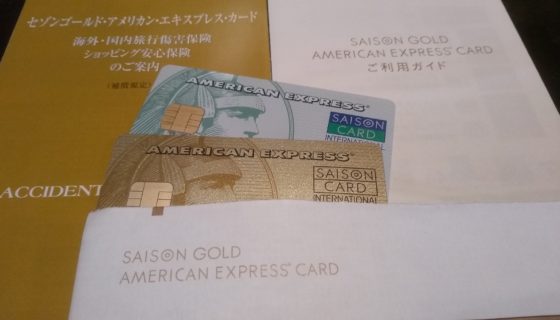 セゾンゴールド・アメリカン・エキスプレス・カード
海外・国内旅行傷害保険
ショッピング安心保険
のご案内
ACCIDENT
SAISON GOLD
AMERICAN EXPRESS® CARD
ご利用ガイド
AMERICAN EXPRESS®
SAISON
CARD
INTERNATIONAL
AMERICAN EXPRESS®
SAISON
CARD
INTERNATIONAL
SAISON GOLD
AMERICAN EXPRESS® CARD